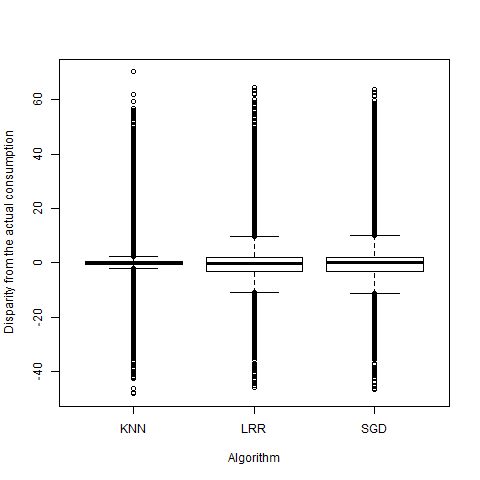 Disparity from the actual consumption
60
40
20
0
-20
-40
KNN
LRR
SGD
Algorithm